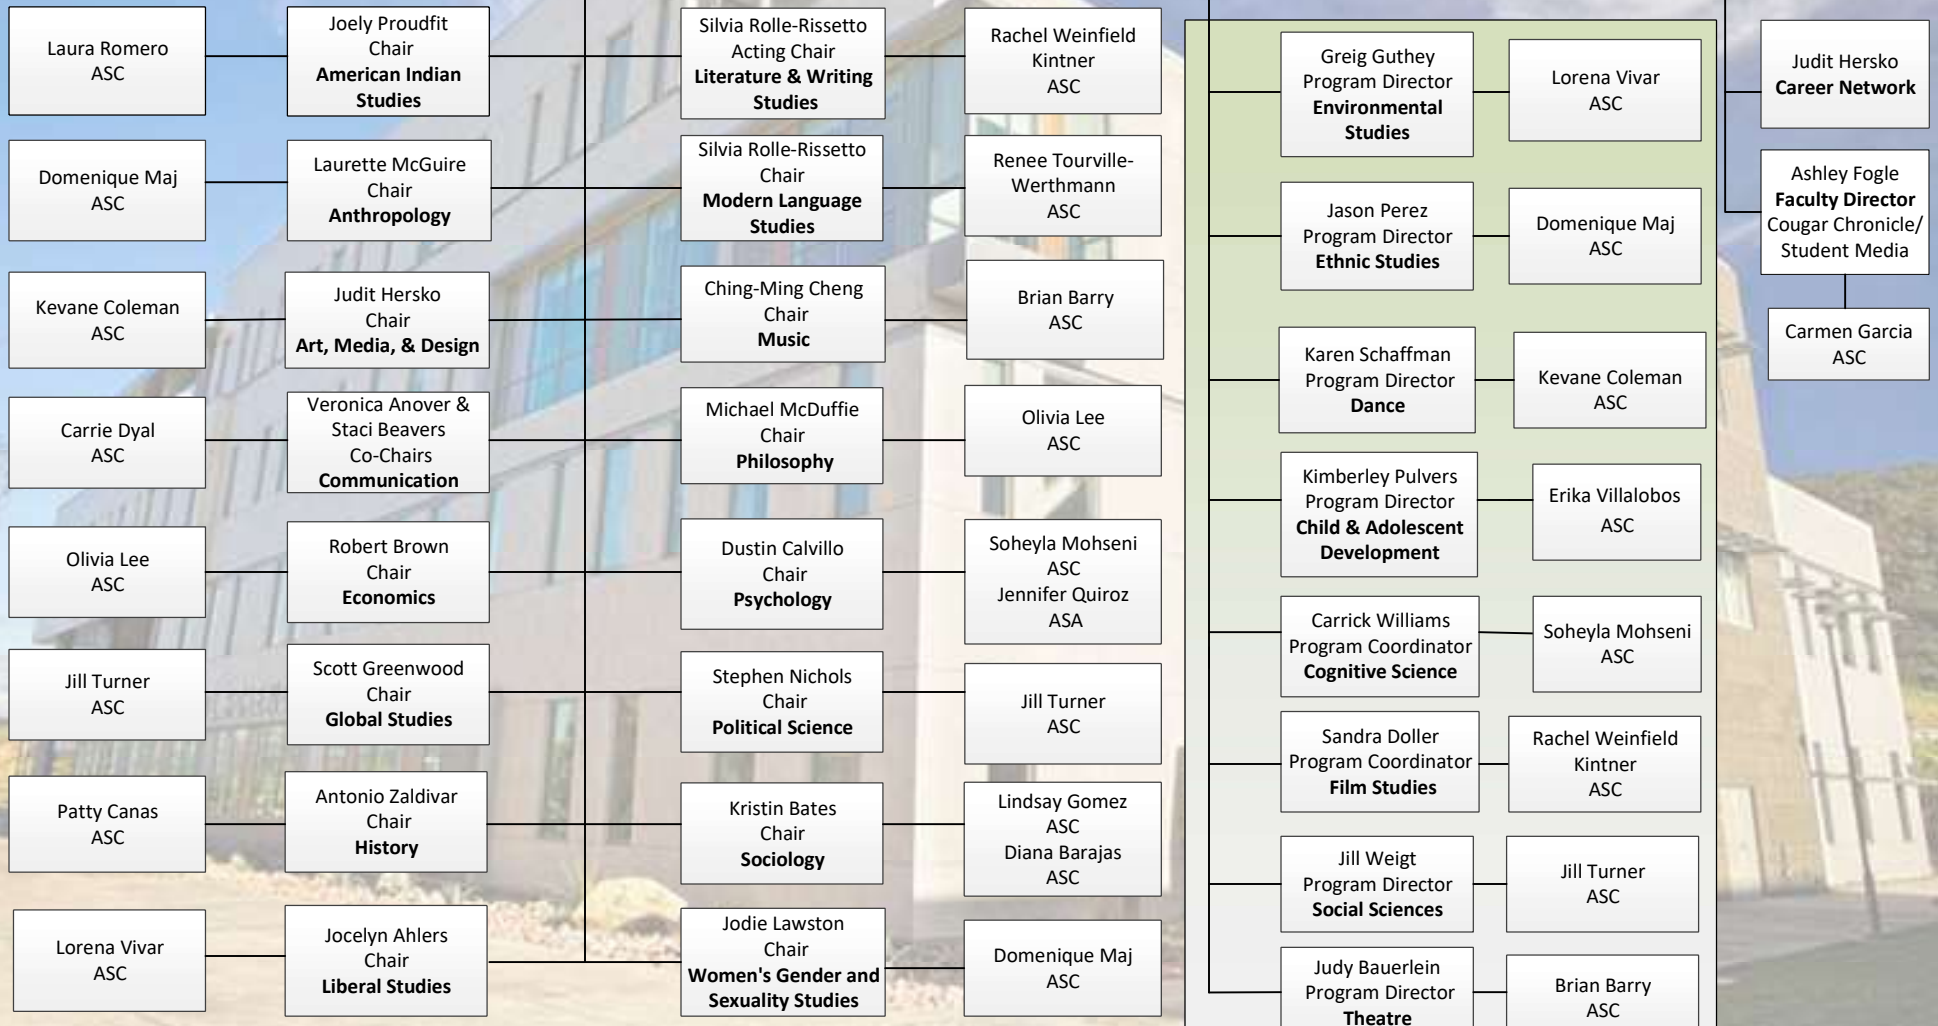 Laura Romero
ASC
Joely Proudfit
Chair
American Indian
Studies
Silvia Rolle-Rissetto
Acting Chair
Literature & Writing
Studies
Rachel Weinfield
Kintner
ASC
Domenique Maj
ASC
Laurette McGuire
Chair
Anthropology
Silvia Rolle-Rissetto
Chair
Modern Language
Studies
Renee Tourville-
Werthmann
ASC
Kevane Coleman
ASC
Judit Hersko
Chair
Art, Media, & Design
Ching-Ming Cheng
Chair
Music
Brian Barry
ASC
Carrie Dyal
ASC
Veronica Anover &
Staci Beavers
Co-Chairs
Communication
Michael McDuffie
Chair
Philosophy
Olivia Lee
ASC
Olivia Lee
ASC
Robert Brown
Chair
Economics
Dustin Calvillo
Chair
Psychology
Soheyla Mohseni
ASC
Jennifer Quiroz
ASA
Jill Turner
ASC
Scott Greenwood
Chair
Global Studies
Stephen Nichols
Chair
Political Science
Jill Turner
ASC
Patty Canas
ASC
Antonio Zaldivar
Chair
History
Kristin Bates
Chair
Sociology
Lindsay Gomez
ASC
Diana Barajas
ASC
Lorena Vivar
ASC
Jocelyn Ahlers
Chair
Liberal Studies
Jodie Lawston
Chair
Women's Gender and
Sexuality Studies
Domenique Maj
ASC
Greig Guthey
Program Director
Environmental
Studies
Lorena Vivar
ASC
Jason Perez
Program Director
Ethnic Studies
Domenique Maj
ASC
Karen Schaffman
Program Director
Dance
Kevane Coleman
ASC
Kimberley Pulvers
Program Director
Child & Adolescent
Development
Erika Villalobos
ASC
Carrick Williams
Program Coordinator
Cognitive Science
Soheyla Mohseni
ASC
Sandra Doller
Program Coordinator
Film Studies
Rachel Weinfield
Kintner
ASC
Jill Weigt
Program Director
Social Sciences
Jill Turner
ASC
Judy Bauerlein
Program Director
Theatre
Brian Barry
ASC
Judit Hersko
Career Network
Ashley Fogle
Faculty Director
Cougar Chronicle/
Student Media
Carmen Garcia
ASC